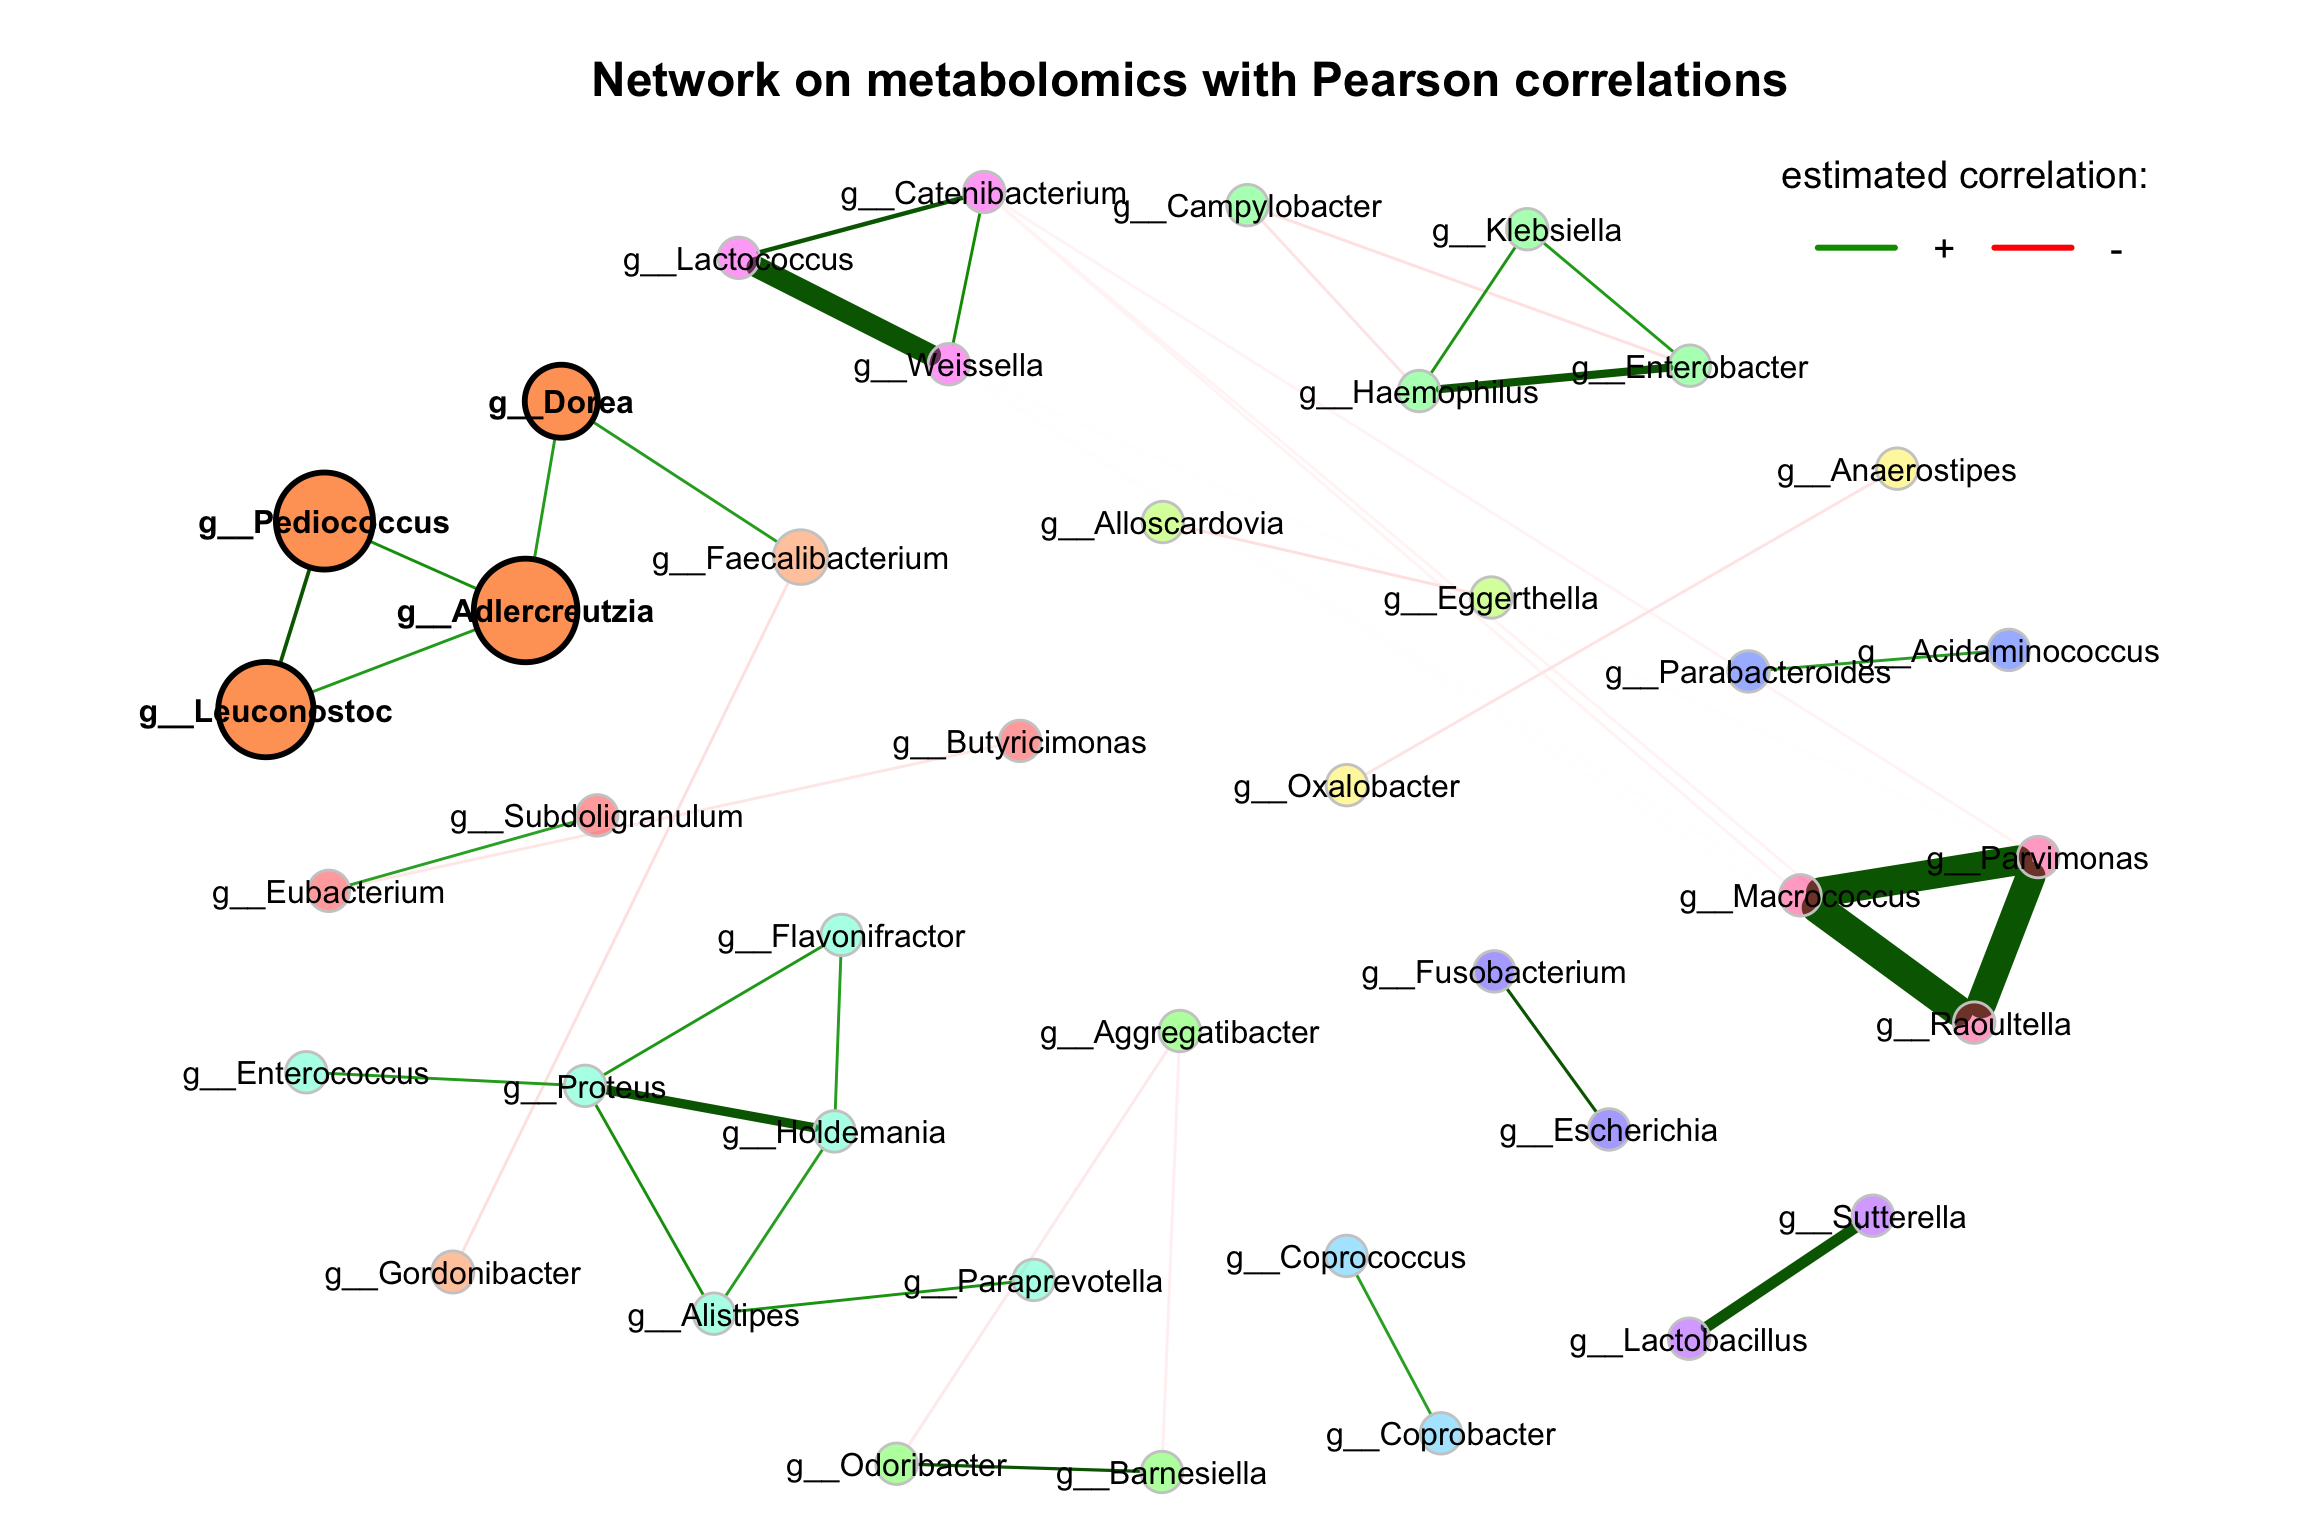 Network on metabolomics with Pearson correlations
estimated correlation:
+ -
g__Catenibacterium
g__Campylobacter
g__Klebsiella
g__Lactococcus
g__Weissella
g__Enterobacter
g__Haemophilus
g__Dorea
g__Anaerostipes
g__Pediococcus
g__Alloscardovia
g__Faecalibacterium
g__Eggerthella
g__Adlercreutzia
g__Acidaminococcus
g__Parabacteroides
g__Leuconostoc
g__Butyricimonas
g__Oxalobacter
g__Subdoligranulum
g__Parvimonas
g__Eubacterium
g__Macrococcus
g__Flavonifractor
g__Fusobacterium
g__Raoultella
g__Aggregatibacter
g__Enterococcus
g__Proteus
g__Escherichia
g__Holdemania
g__Sutterella
g__Coprococcus
g__Gordonibacter
g__Paraprevotella
g__Alistipes
g__Lactobacillus
g__Coprobacter
g__Odoribacter
g__Barnesiella